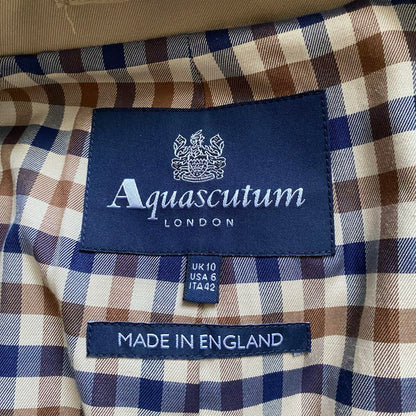 Aquascutum
LONDON
UK 10
USA 6
ITA 42
MADE IN ENGLAND